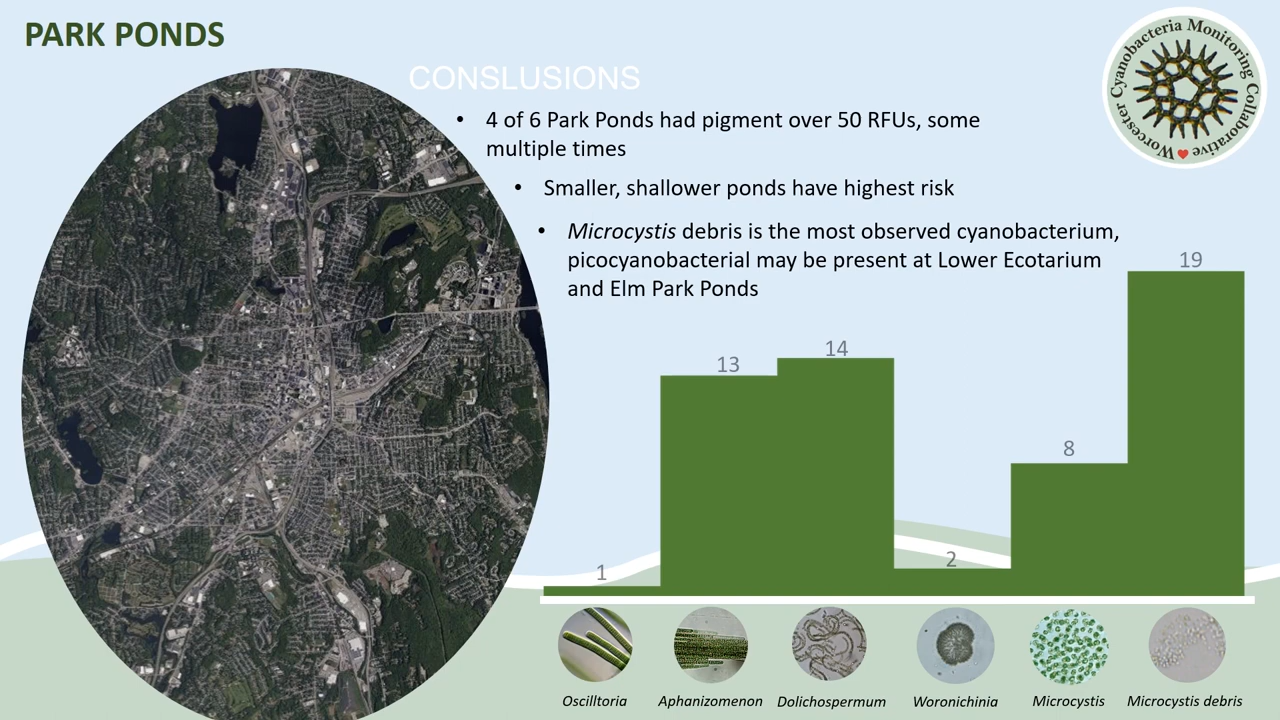 PARK PONDS
CONSLUSIONS
• 4 of 6 Park Ponds had pigment over 50 RFUs, some
multiple times
• Smaller, shallower ponds have highest risk
• Microcystis debris is the most observed cyanobacterium,
picocyanobacterial may be present at Lower Ecotarium
and Elm Park Ponds
Worcester Cyanobacteria Monitoring Collaborative
1
13
14
2
8
19
Oscilltoria
Aphanizomenon
Dolichospermum
Woronichinia
Microcystis
Microcystis debris